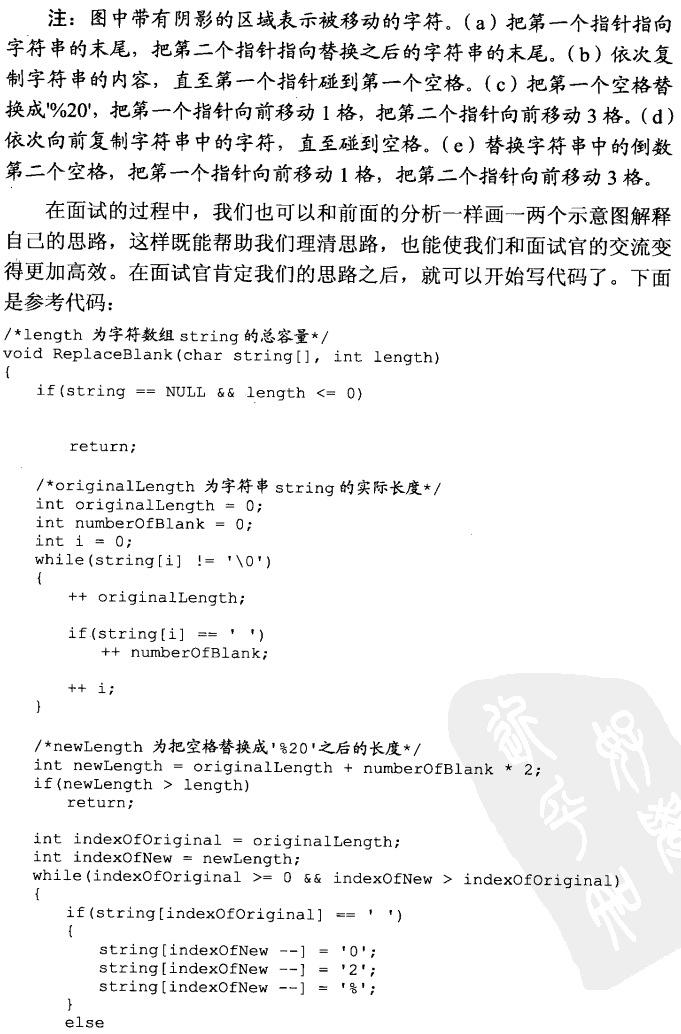 注：图中带有阴影的区域表示被移动的字符。（a）把第一个指针指向
字符串的末尾，把第二个指针指向替换之后的字符串的末尾。（b）依次复
制字符串的内容，直至第一个指针碰到第一个空格。（c）把第一个空格替
换成'%20'，把第一个指针向前移动 1 格，把第二个指针向前移动 3 格。（d）
依次向前复制字符串中的字符，直至碰到空格。（e）替换字符串中的倒数
第二个空格，把第一个指针向前移动 1 格，把第二个指针向前移动 3 格。
在面试的过程中，我们也可以和前面的分析一样画一两个示意图解释
自己的思路，这样既能帮助我们理清思路，也能使我们和面试官的交流变
得更加高效。在面试官肯定我们的思路之后，就可以开始写代码了。下面
是参考代码：
/*length 为字符数组 string 的总容量*/
void ReplaceBlank(char string[], int length)
{
if(string == NULL && length <= 0)
return;
/*originalLength 为字符串 string 的实际长度*/
int originalLength = 0;
int numberOfBlank = 0;
int i = 0;
while(string[i] != '\0')
{
++ originalLength;
if(string[i] == ' ')
++ numberOfBlank;
++ i;
}
/*newLength 为把空格替换成'%20'之后的长度*/
int newLength = originalLength + numberOfBlank * 2;
if(newLength > length)
return;
int indexOfOriginal = originalLength;
int indexOfNew = newLength;
while(indexOfOriginal >= 0 && indexOfNew > indexOfOriginal)
{
if(string[indexOfOriginal] == ' ')
{
string[indexOfNew --] = '0';
string[indexOfNew --] = '2';
string[indexOfNew --] = '%';
}
else